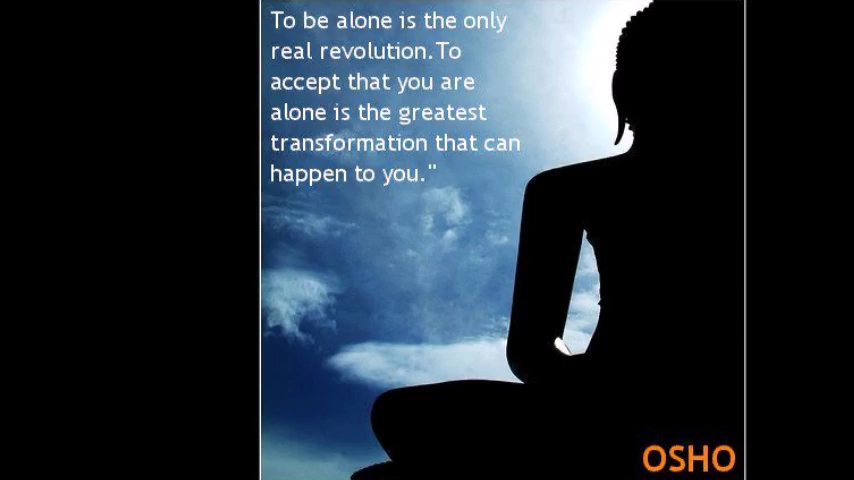 To be alone is the only
real revolution.To
accept that you are
alone is the greatest
transformation that can
happen to you."
OSHO